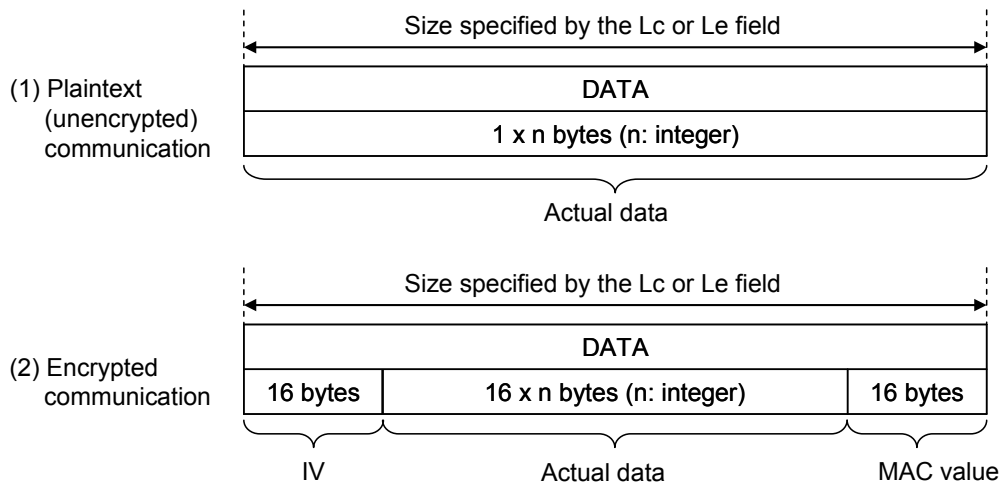 Size specified by the Lc or Le field
(1) Plaintext
(unencrypted)
communication
DATA
1 x n bytes (n: integer)
Actual data
Size specified by the Lc or Le field
(2) Encrypted
communication
DATA
16 bytes
16 x n bytes (n: integer)
16 bytes
IV
Actual data
MAC value